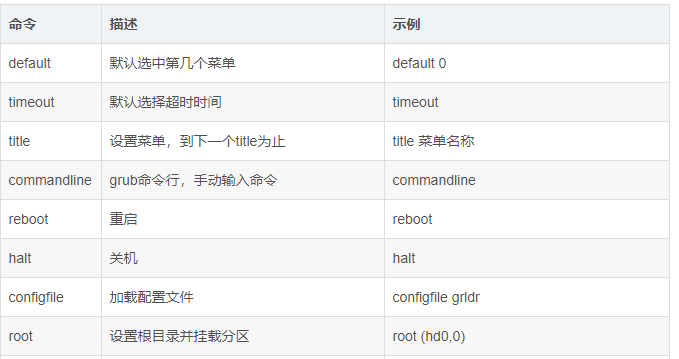 命令 描述 示例
default 默认选中第几个菜单 default 0
timeout 默认选择超时时间 timeout
title 设置菜单，到下一个title为止 title 菜单名称
commandline grub命令行，手动输入命令 commandline
reboot 重启 reboot
halt 关机 halt
configfile 加载配置文件 configfile grldr
root 设置根目录并挂载分区 root (hd0,0)